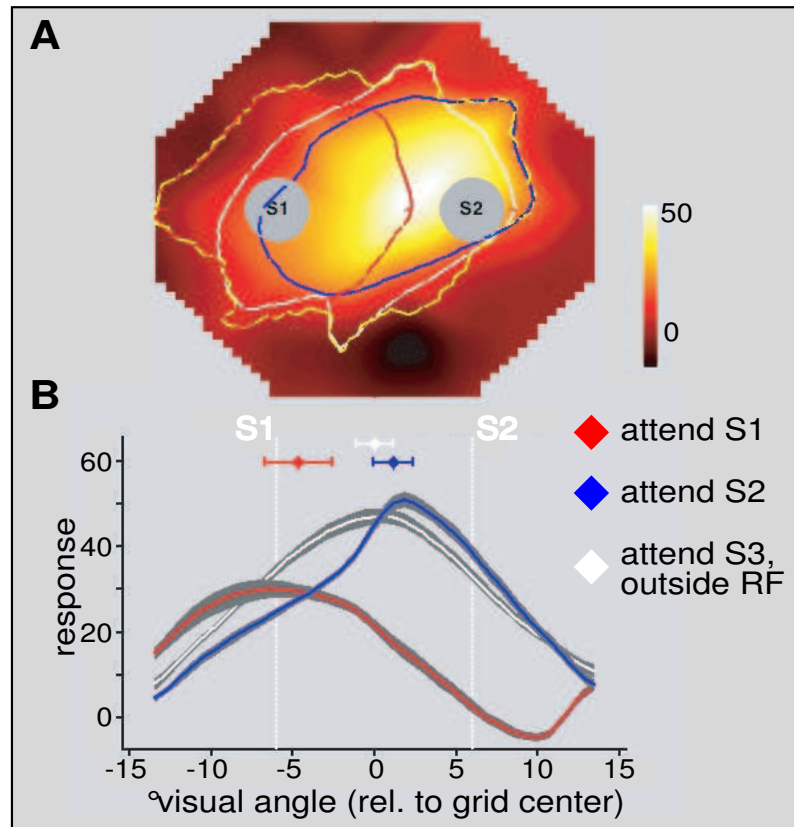 A
S1
S2
50
0
B
S1
S2
attend S1
attend S2
attend S3,
outside RF
60
40
20
0
response
-15
-10
-5
0
5
10
15
°visual angle (rel. to grid center)